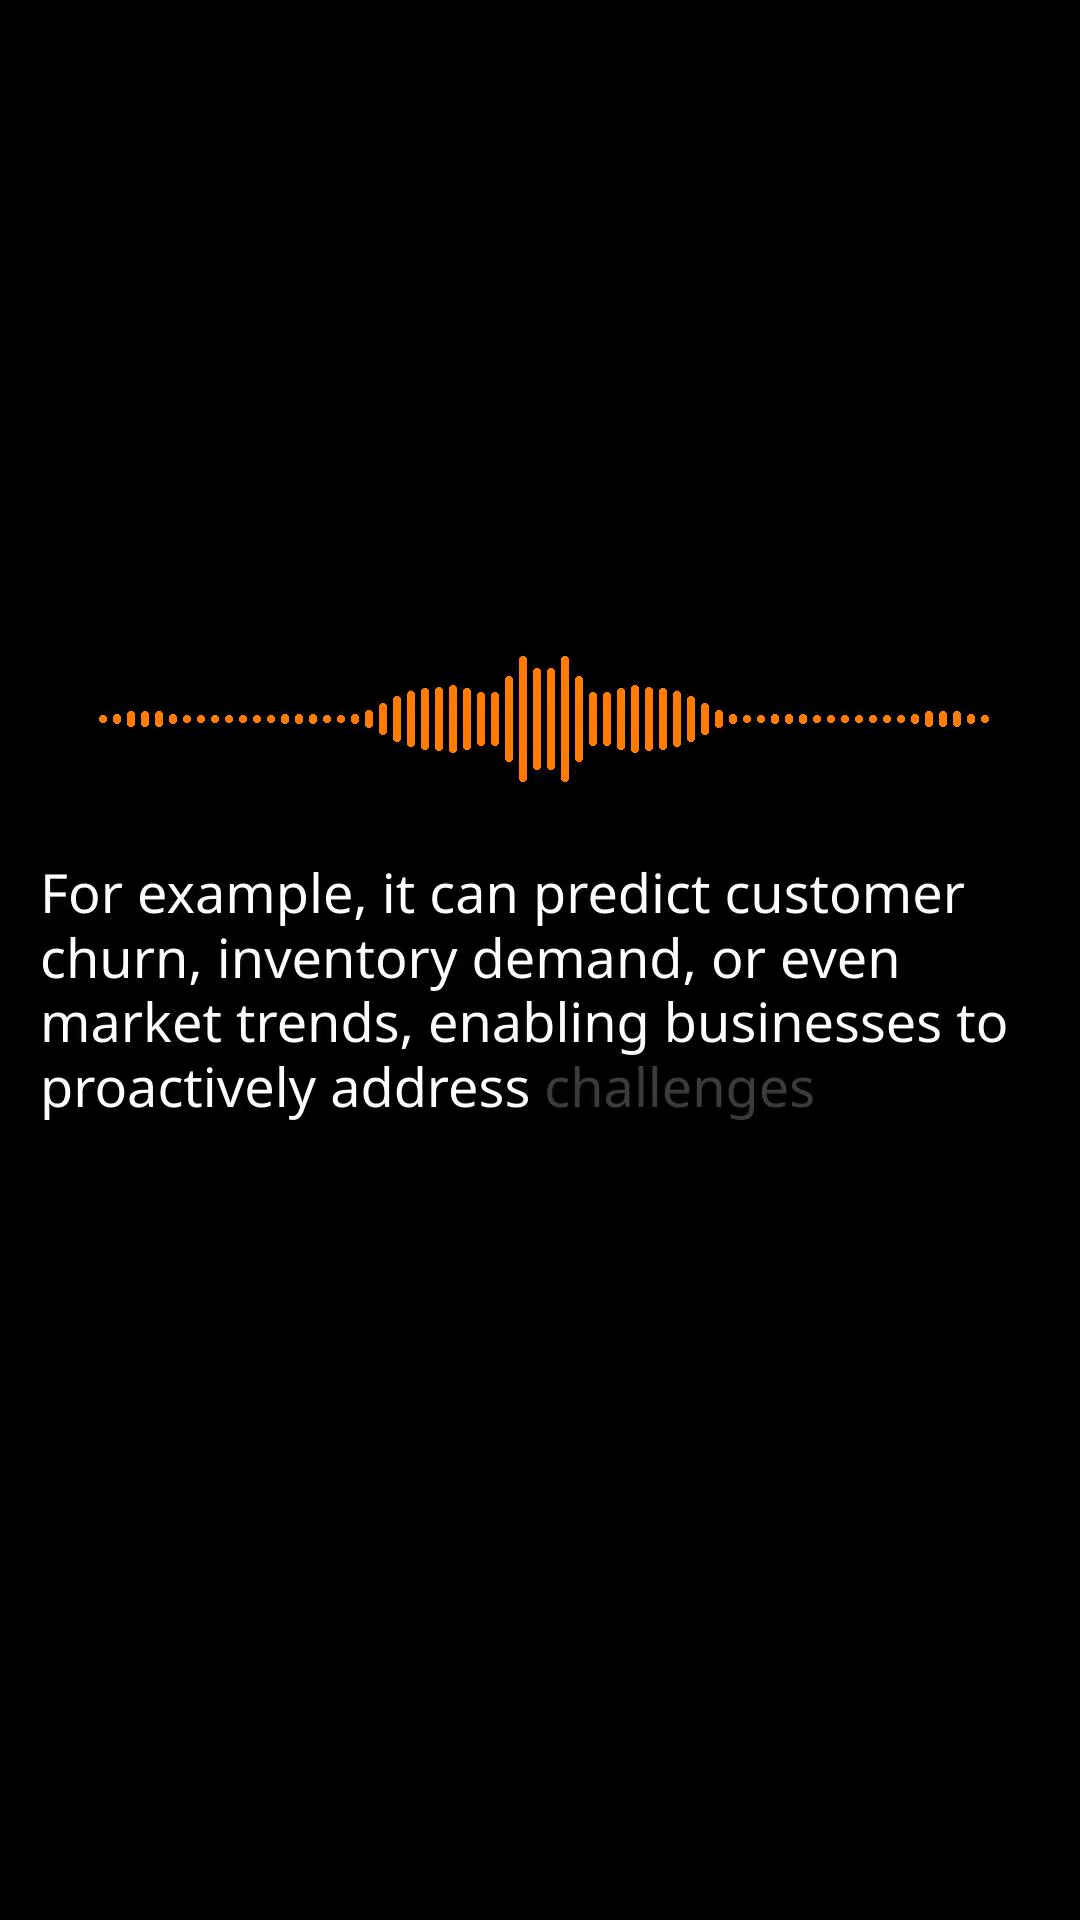 For example, it can predict customer
churn, inventory demand, or even
market trends, enabling businesses to
proactively address challenges